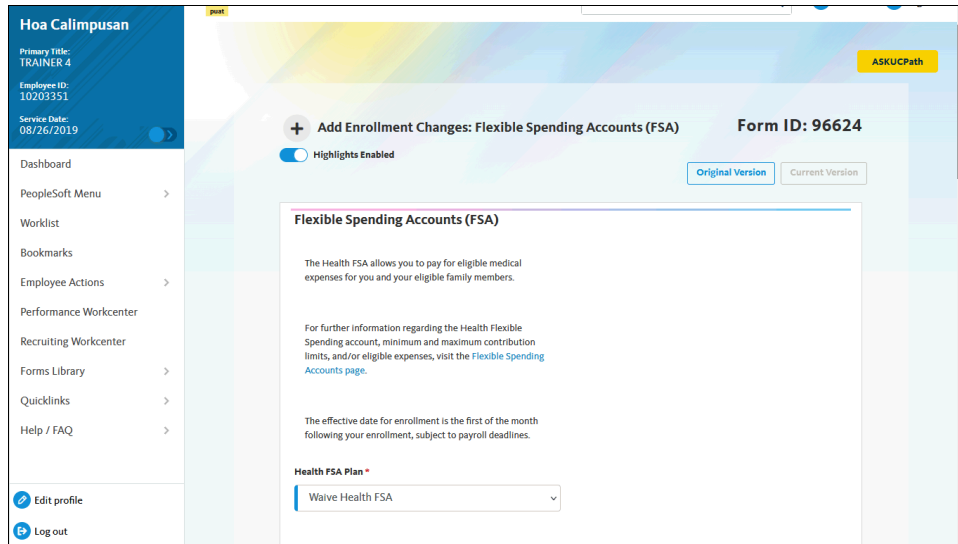 puat
Hoa Calimpusan
Primary Title:
TRAINER 4
Employee ID:
10203351
Service Date:
08/26/2019
Dashboard
PeopleSoft Menu
Worklist
Bookmarks
Employee Actions
Performance Workcenter
Recruiting Workcenter
Forms Library
Quicklinks
Help / FAQ
Edit profile
Log out
ASKUCPath
Add Enrollment Changes: Flexible Spending Accounts (FSA)
Form ID: 96624
Highlights Enabled
Original Version
Current Version
Flexible Spending Accounts (FSA)
The Health FSA allows you to pay for eligible medical
expenses for you and your eligible family members.
For further information regarding the Health Flexible
Spending account, minimum and maximum contribution
limits, and/or eligible expenses, visit the Flexible Spending
Accounts page.
The effective date for enrollment is the first of the month
following your enrollment, subject to payroll deadlines.
Health FSA Plan *
Waive Health FSA